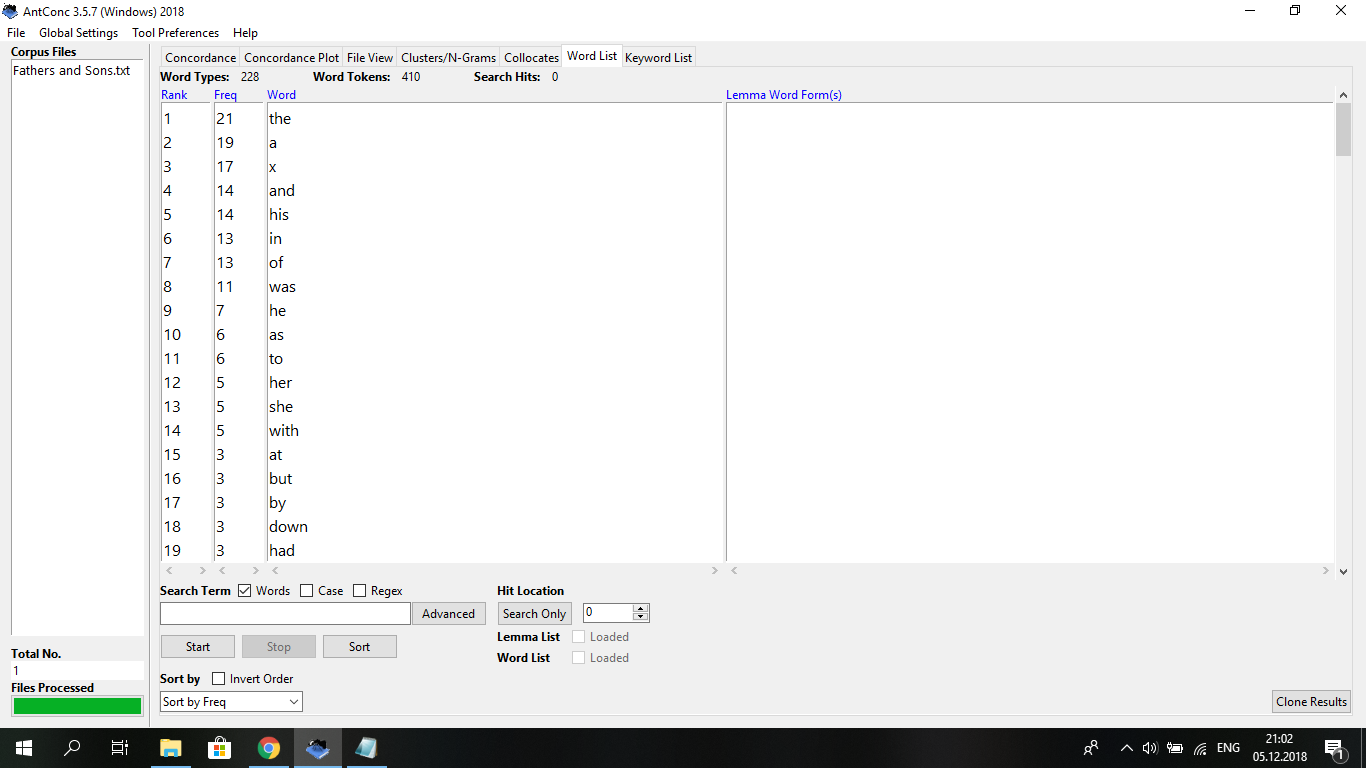 AntConc 3.5.7 (Windows) 2018
File Global Settings Tool Preferences Help
Corpus Files
Fathers and Sons.txt
Concordance Concordance Plot File View Clusters/N-Grams Collocates Word List Keyword List
Word Types: 228 Word Tokens: 410 Search Hits: 0
Rank Freq Word Lemma Word Form(s)
1 21 the
2 19 a
3 17 x
4 14 and
5 14 his
6 13 in
7 13 of
8 11 was
9 7 he
10 6 as
11 6 to
12 5 her
13 5 she
14 5 with
15 3 at
16 3 but
17 3 by
18 3 down
19 3 had
Search Term Words Case Regex Hit Location
Advanced Search Only 0
Lemma List Loaded
Start Stop Sort
Word List Loaded
Total No.
1
Files Processed
Sort by Invert Order
Sort by Freq
Clone Results
ENG 21:02
05.12.2018
1